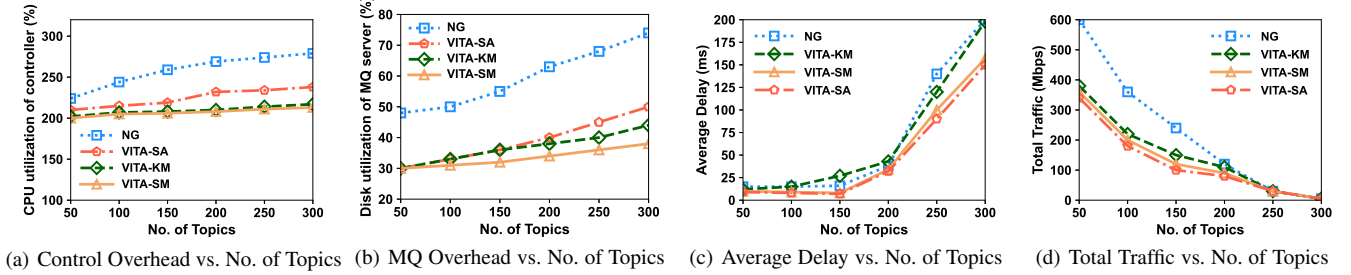 CPU utilization of controller (%)
300
250
200
150
100
50 100 150 200 250 300
No. of Topics
NG
VITA-SA
VITA-KM
VITA-SM
(a) Control Overhead vs. No. of Topics
Disk utilization of MQ server (%)
80
70
60
50
40
30
20
50 100 150 200 250 300
No. of Topics
NG
VITA-SA
VITA-KM
VITA-SM
(b) MQ Overhead vs. No. of Topics
Average Delay (ms)
200
175
150
125
100
75
50
25
0
50 100 150 200 250 300
No. of Topics
NG
VITA-KM
VITA-SM
VITA-SA
(c) Average Delay vs. No. of Topics
Total Traffic (Mbps)
600
500
400
300
200
100
0
50 100 150 200 250 300
No. of Topics
NG
VITA-KM
VITA-SM
VITA-SA
(d) Total Traffic vs. No. of Topics